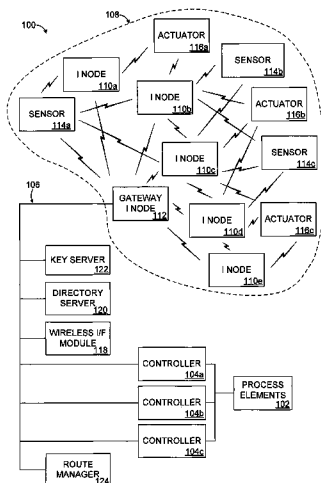 100
108
ACTUATOR
116a
I NODE
110a
SENSOR
114b
I NODE
110b
SENSOR
114a
ACTUATOR
116b
I NODE
110c
SENSOR
114c
106
GATEWAY
I NODE
112
I NODE
110d
ACTUATOR
116c
I NODE
110e
KEY SERVER
122
DIRECTORY
SERVER
120
WIRELESS I/F
MODULE
118
CONTROLLER
104a
CONTROLLER
104b
PROCESS
ELEMENTS
102
CONTROLLER
104c
ROUTE
MANAGER
124